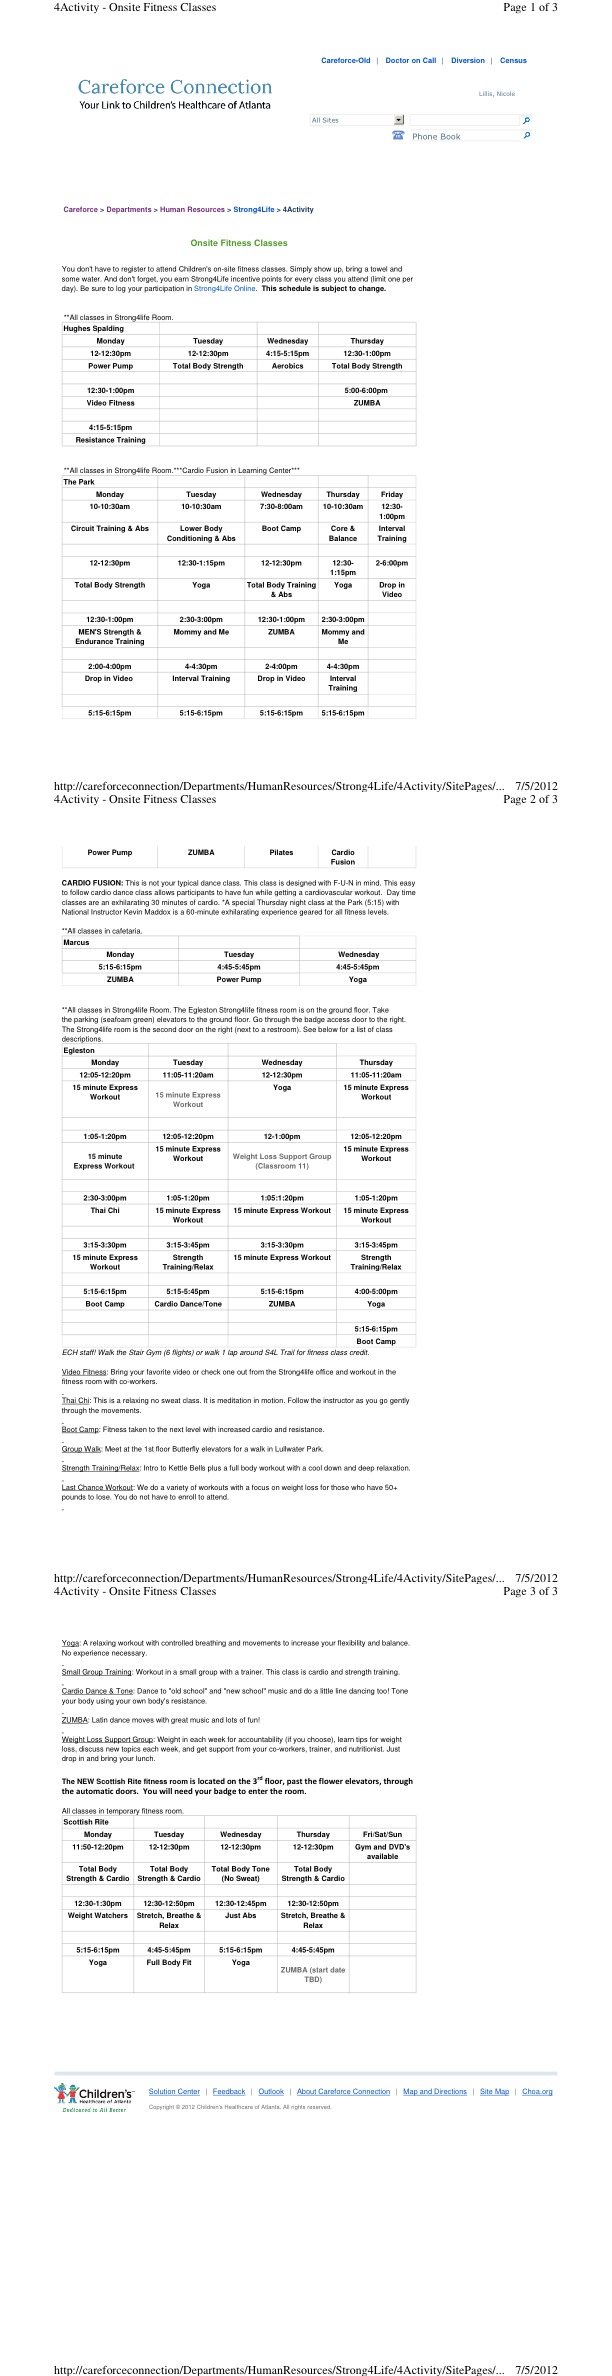 4Activity - Onsite Fitness Classes Page 1 of 3
Careforce-Old | Doctor on Call | Diversion | Census
Careforce Connection
Your Link to Children's Healthcare of Atlanta
Lillis, Nicole
All Sites
Phone Book
Careforce > Departments > Human Resources > Strong4Life > 4Activity
Onsite Fitness Classes
You don't have to register to attend Children's on-site fitness classes. Simply show up, bring a towel and
some water. And don't forget, you earn Strong4Life incentive points for every class you attend (limit one per
day). Be sure to log your participation in Strong4Life Online. This schedule is subject to change.
**All classes in Strong4life Room.
Hughes Spalding
Monday Tuesday Wednesday Thursday
12-12:30pm 12-12:30pm 4:15-5:15pm 12:30-1:00pm
Power Pump Total Body Strength Aerobics Total Body Strength
12:30-1:00pm 5:00-6:00pm
Video Fitness ZUMBA
4:15-5:15pm
Resistance Training
**All classes in Strong4life Room.***Cardio Fusion in Learning Center***
The Park
Monday Tuesday Wednesday Thursday Friday
10-10:30am 10-10:30am 7:30-8:00am 10-10:30am 12:30-
1:00pm
Circuit Training & Abs Lower Body Boot Camp Core & Interval
Conditioning & Abs Balance Training
12-12:30pm 12:30-1:15pm 12-12:30pm 12:30- 2-6:00pm
1:15pm
Total Body Strength Yoga Total Body Training Yoga Drop in
& Abs Video
12:30-1:00pm 2:30-3:00pm 12:30-1:00pm 2:30-3:00pm
MEN'S Strength & Mommy and Me ZUMBA Mommy and
Endurance Training Me
2:00-4:00pm 4-4:30pm 2-4:00pm 4-4:30pm
Drop in Video Interval Training Drop in Video Interval
Training
5:15-6:15pm 5:15-6:15pm 5:15-6:15pm 5:15-6:15pm
http://careforceconnection/Departments/HumanResources/Strong4Life/4Activity/SitePages/... 7/5/2012
4Activity - Onsite Fitness Classes Page 2 of 3
Power Pump ZUMBA Pilates Cardio
Fusion
CARDIO FUSION: This is not your typical dance class. This class is designed with F-U-N in mind. This easy
to follow cardio dance class allows participants to have fun while getting a cardiovascular workout. Day time
classes are an exhilarating 30 minutes of cardio. *A special Thursday night class at the Park (5:15) with
National Instructor Kevin Maddox is a 60-minute exhilarating experience geared for all fitness levels.
**All classes in cafetaria.
Marcus
Monday Tuesday Wednesday
5:15-6:15pm 4:45-5:45pm 4:45-5:45pm
ZUMBA Power Pump Yoga
**All classes in Strong4life Room. The Egleston Strong4life fitness room is on the ground floor. Take
the parking (seafoam green) elevators to the ground floor. Go through the badge access door to the right.
The Strong4life room is the second door on the right (next to a restroom). See below for a list of class
descriptions.
Egleston
Monday Tuesday Wednesday Thursday
12:05-12:20pm 11:05-11:20am 12-12:30pm 11:05-11:20am
15 minute Express 15 minute Express Yoga 15 minute Express
Workout Workout Workout
1:05-1:20pm 12:05-12:20pm 12-1:00pm 12:05-12:20pm
15 minute 15 minute Express Weight Loss Support Group 15 minute Express
Express Workout Workout (Classroom 11) Workout
2:30-3:00pm 1:05-1:20pm 1:05:1:20pm 1:05-1:20pm
Thai Chi 15 minute Express 15 minute Express Workout 15 minute Express
Workout Workout
3:15-3:30pm 3:15-3:45pm 3:15-3:30pm 3:15-3:45pm
15 minute Express Strength 15 minute Express Workout Strength
Workout Training/Relax Training/Relax
5:15-6:15pm 5:15-5:45pm 5:15-6:15pm 4:00-5:00pm
Boot Camp Cardio Dance/Tone ZUMBA Yoga
5:15-6:15pm
Boot Camp
ECH staff! Walk the Stair Gym (6 flights) or walk 1 lap around S4L Trail for fitness class credit.
Video Fitness: Bring your favorite video or check one out from the Strong4life office and workout in the
fitness room with co-workers.
Thai Chi: This is a relaxing no sweat class. It is meditation in motion. Follow the instructor as you go gently
through the movements.
Boot Camp: Fitness taken to the next level with increased cardio and resistance.
Group Walk: Meet at the 1st floor Butterfly elevators for a walk in Lullwater Park.
Strength Training/Relax: Intro to Kettle Bells plus a full body workout with a cool down and deep relaxation.
Last Chance Workout: We do a variety of workouts with a focus on weight loss for those who have 50+
pounds to lose. You do not have to enroll to attend.
http://careforceconnection/Departments/HumanResources/Strong4Life/4Activity/SitePages/... 7/5/2012
4Activity - Onsite Fitness Classes Page 3 of 3
Yoga: A relaxing workout with controlled breathing and movements to increase your flexibility and balance.
No experience necessary.
Small Group Training: Workout in a small group with a trainer. This class is cardio and strength training.
Cardio Dance & Tone: Dance to "old school" and "new school" music and do a little line dancing too! Tone
your body using your own body's resistance.
ZUMBA: Latin dance moves with great music and lots of fun!
Weight Loss Support Group: Weight in each week for accountability (if you choose), learn tips for weight
loss, discuss new topics each week, and get support from your co-workers, trainer, and nutritionist. Just
drop in and bring your lunch.
The NEW Scottish Rite fitness room is located on the 3rd floor, past the flower elevators, through
the automatic doors. You will need your badge to enter the room.
All classes in temporary fitness room.
Scottish Rite
Monday Tuesday Wednesday Thursday Fri/Sat/Sun
11:50-12:20pm 12-12:30pm 12-12:30pm 12-12:30pm Gym and DVD's
available
Total Body Total Body Total Body Tone Total Body
Strength & Cardio Strength & Cardio (No Sweat) Strength & Cardio
12:30-1:30pm 12:30-12:50pm 12:30-12:45pm 12:30-12:50pm
Weight Watchers Stretch, Breathe & Just Abs Stretch, Breathe &
Relax Relax
5:15-6:15pm 4:45-5:45pm 5:15-6:15pm 4:45-5:45pm
Yoga Full Body Fit Yoga ZUMBA (start date
TBD)
Children's
Healthcare of Atlanta
Dedicated to All Better
Solution Center | Feedback | Outlook | About Careforce Connection | Map and Directions | Site Map | Choa.org
Copyright © 2012 Children's Healthcare of Atlanta. All rights reserved.
http://careforceconnection/Departments/HumanResources/Strong4Life/4Activity/SitePages/... 7/5/2012